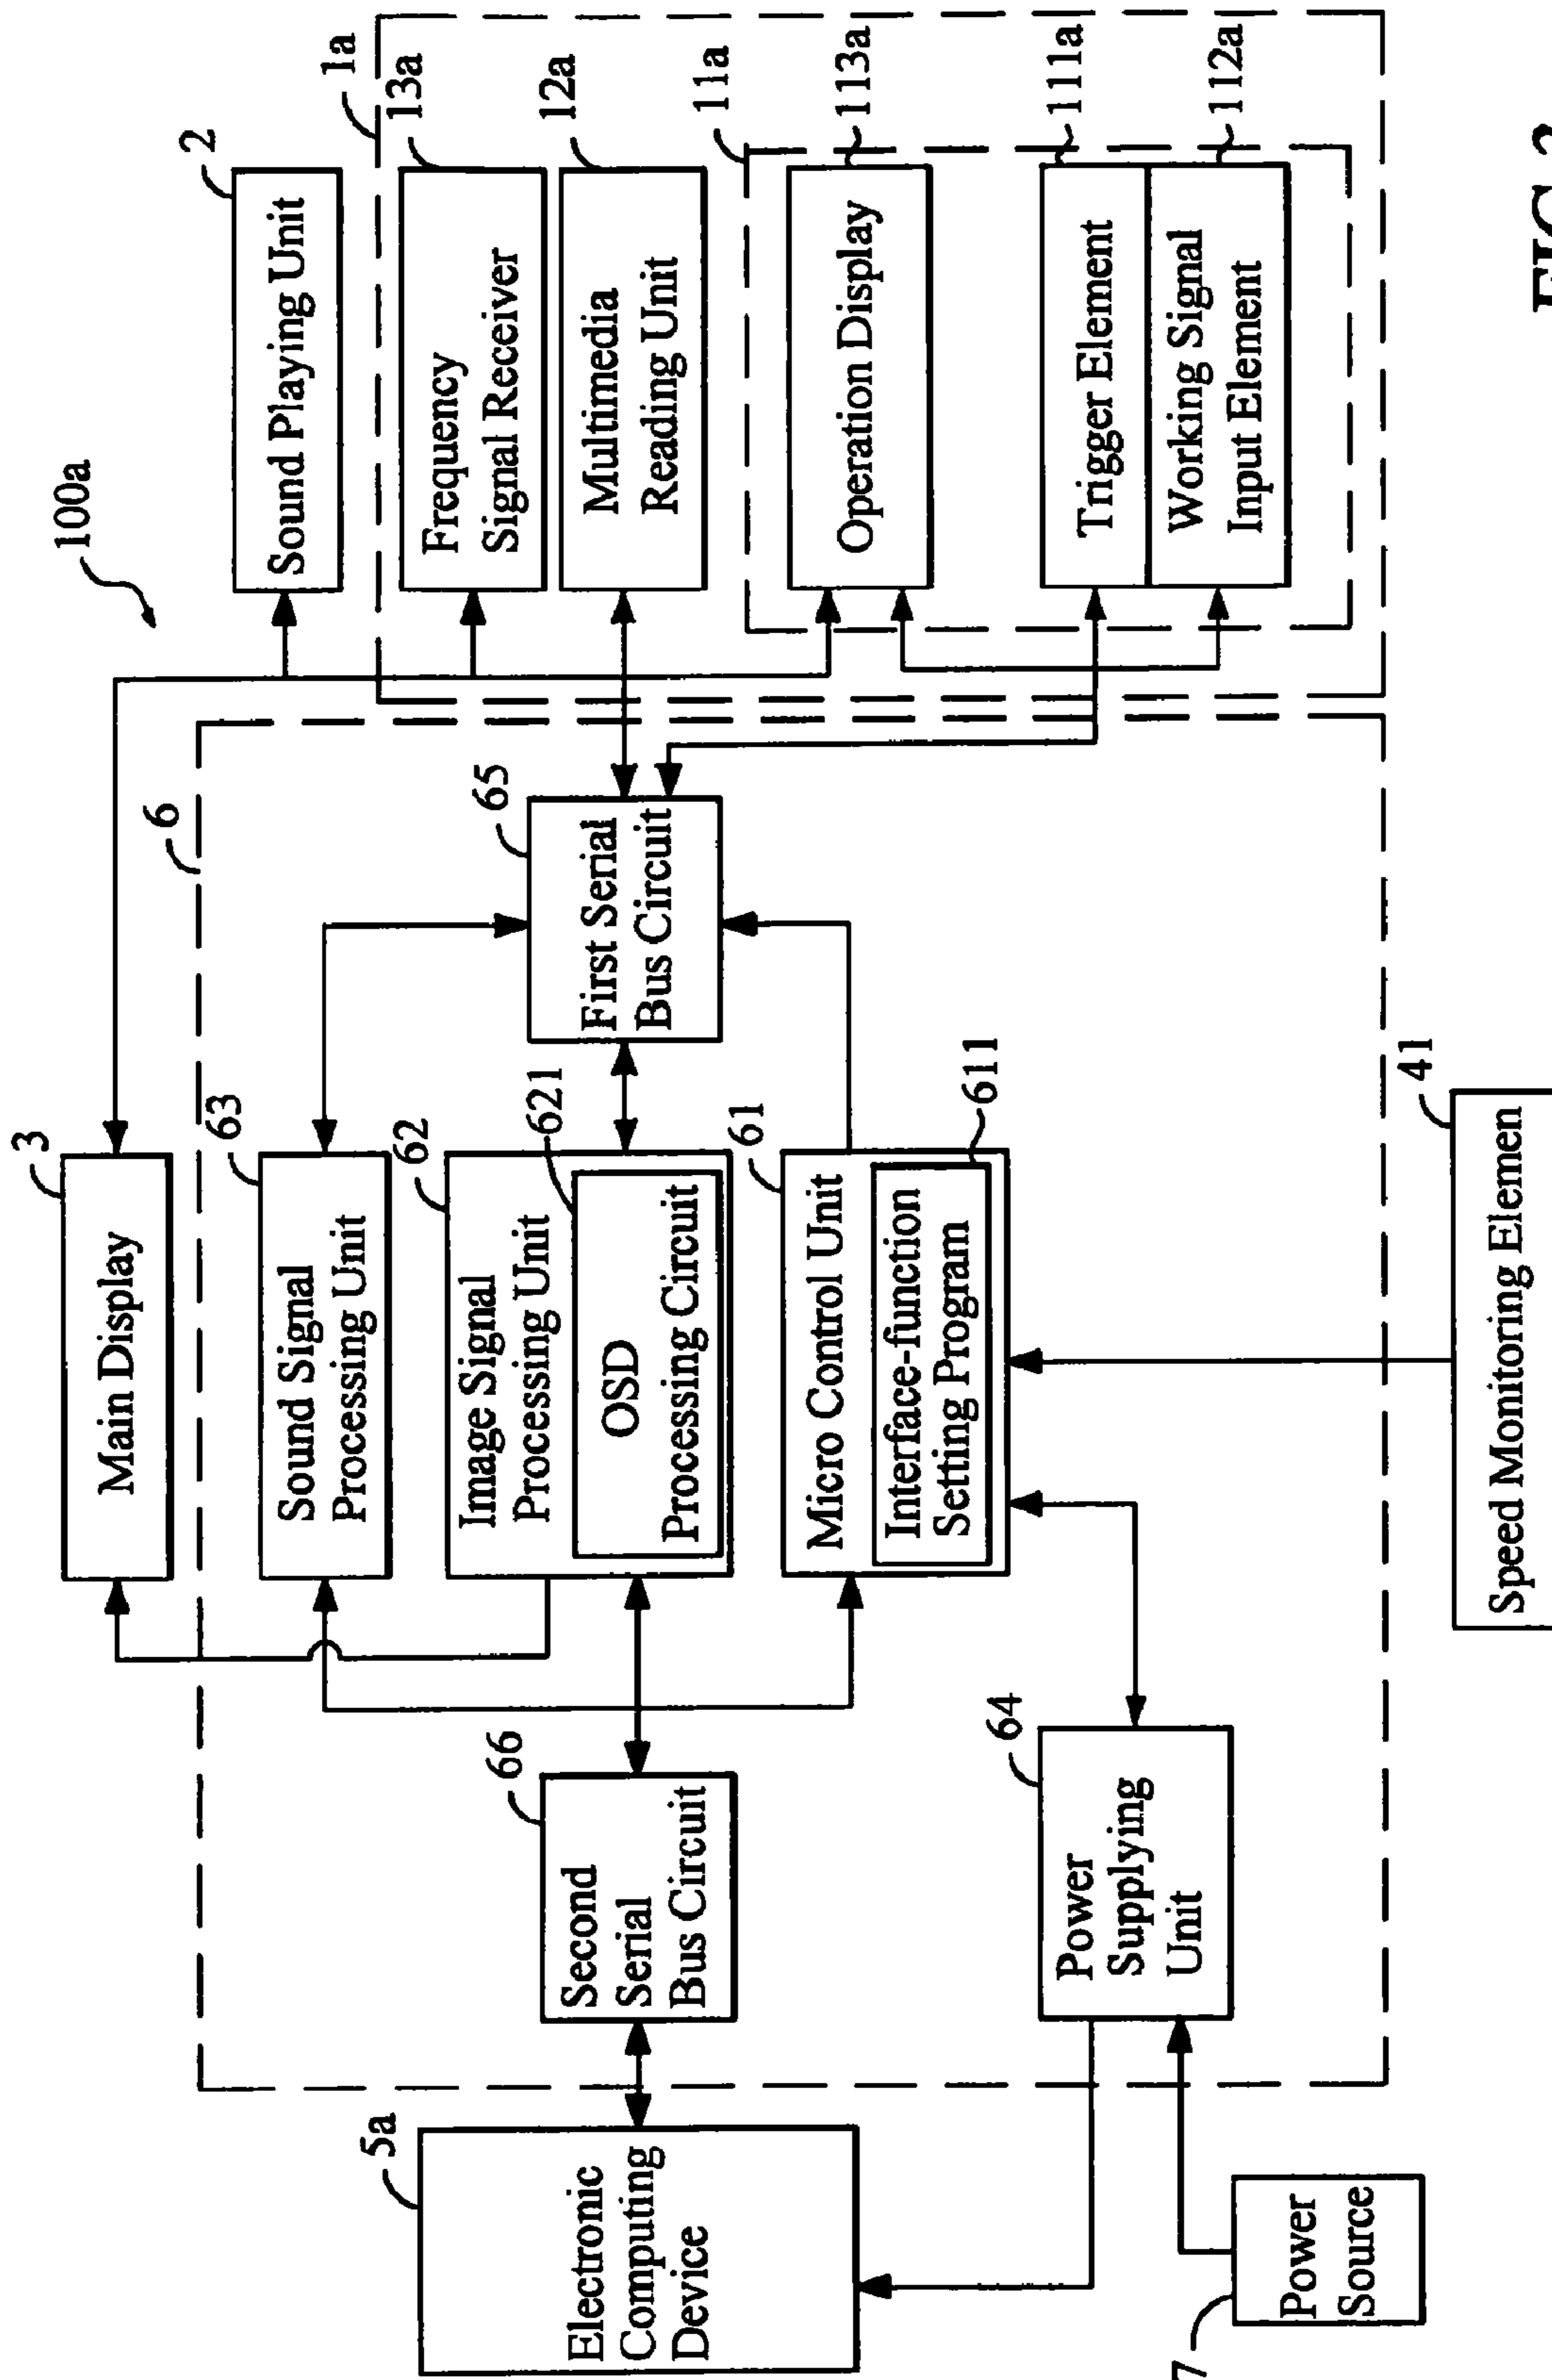 100a
3
Main Display
2
Sound Playing Unit
6
1a
63
Sound Signal
Processing Unit
13a
Frequency
Signal Receiver
5a
Electronic
Computing
Device
66
Second
Serial
Bus Circuit
62
Image Signal
Processing Unit
621
OSD
Processing Circuit
65
First Serial
Bus Circuit
12a
Multimedia
Reading Unit
11a
113a
Operation Display
61
Micro Control Unit
611
Interface-function
Setting Program
111a
Trigger Element
112a
Working Signal
Input Element
64
Power
Supplying
Unit
7
Power
Source
41
Speed Monitoring Elemen